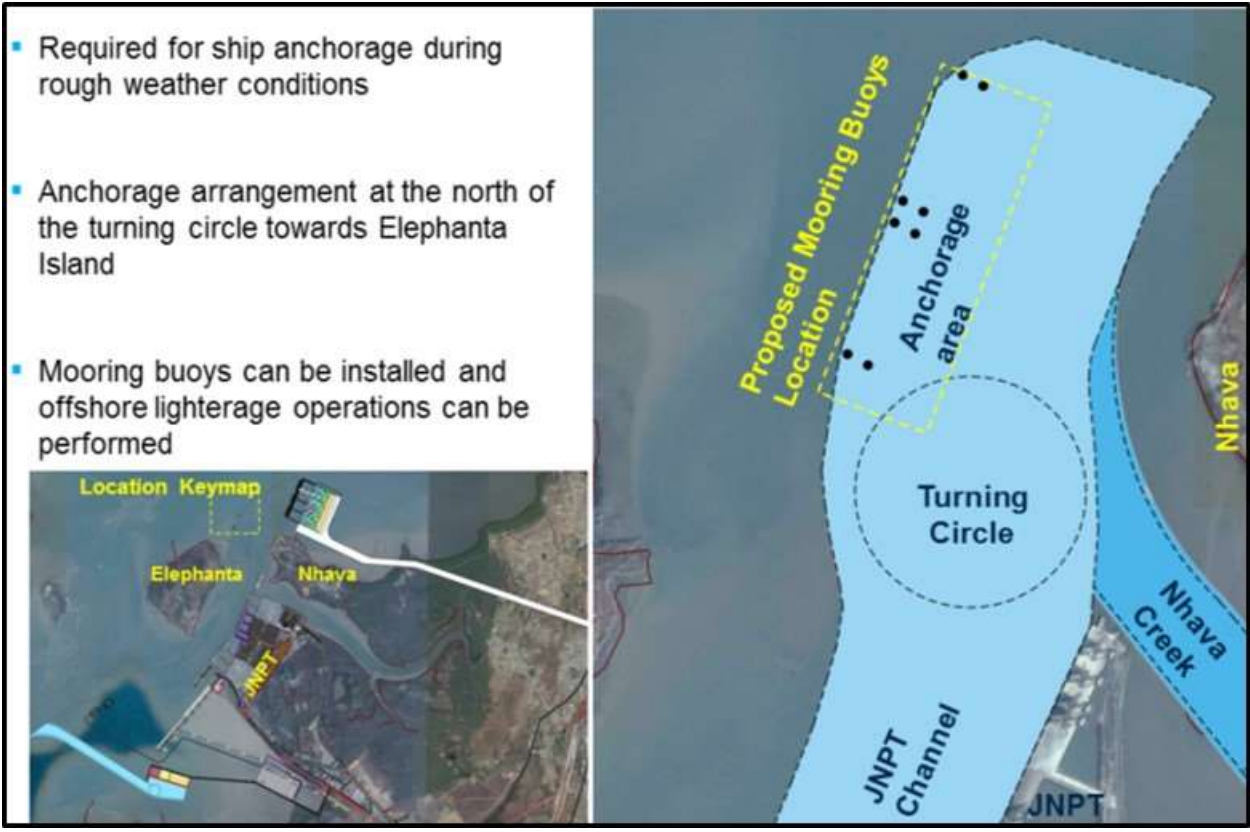 Required for ship anchorage during
rough weather conditions
Anchorage arrangement at the north of
the turning circle towards Elephanta
Island
Mooring buoys can be installed and
offshore lighterage operations can be
performed
Location Keymap
Elephanta
Nhava
JNPT
Proposed Mooring Buoys
Location
Anchorage
area
Nhava
Turning
Circle
Nhava
Creek
JNPT
Channel
JNPT